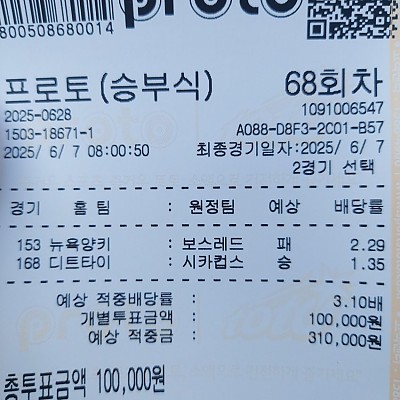 800508680014
proto
프로토(승부식) 68회차
2025-0628 1091006547
1503-18671-1 A088-D8F3-2C01-B57
2025/ 6/ 7 08:00:50 최종경기일자:2025/ 6/ 7
2경기 선택
경기 홈 팀 : 원정팀 예상 배당률
153 뉴욕양키 : 보스레드 패 2.29
168 디트타이 : 시카컵스 승 1.35
예상 적중배당률 : 3.10배
개별투표금액 : 100,000원
예상 적중금 : 310,000원
총투표금액 100,000원